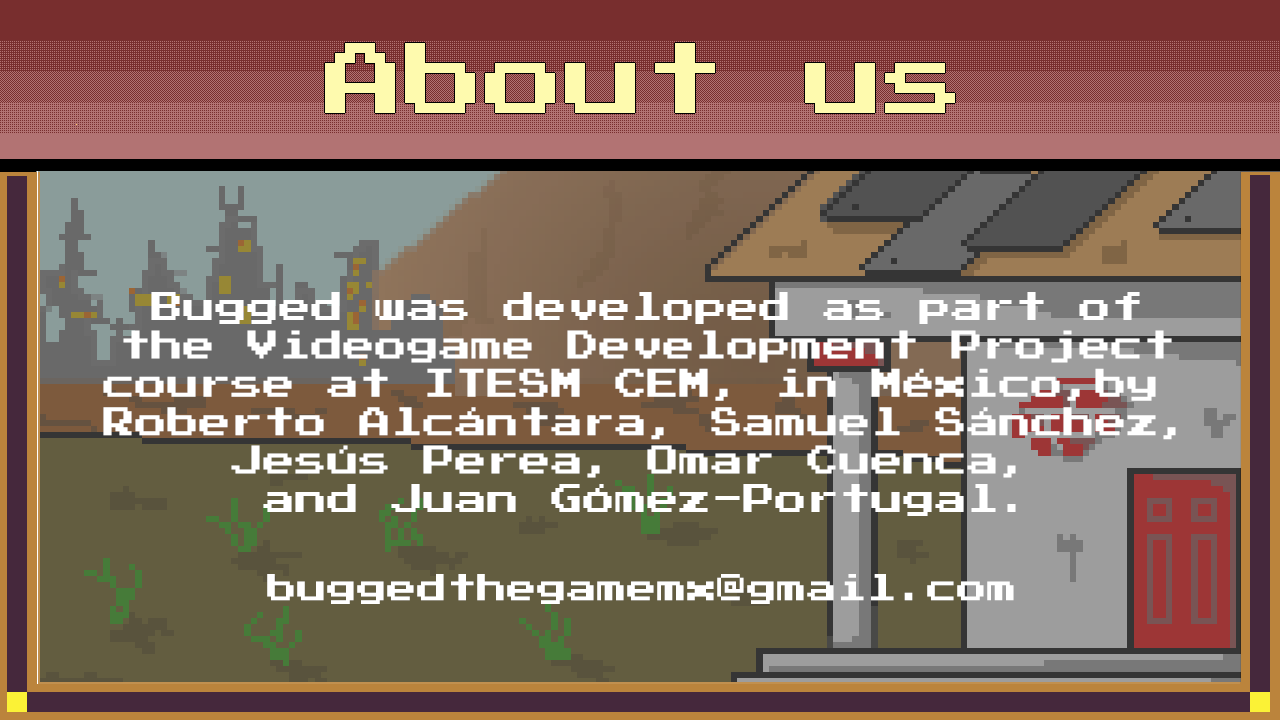 About us
Bugged was developed as part of
the Videogame Development Project
course at ITESM CEM, in México,by
Roberto Alcántara, Samuel Sánchez,
Jesús Perea, Omar Cuenca,
and Juan Gómez-Portugal.
buggedthegamemx@gmail.com